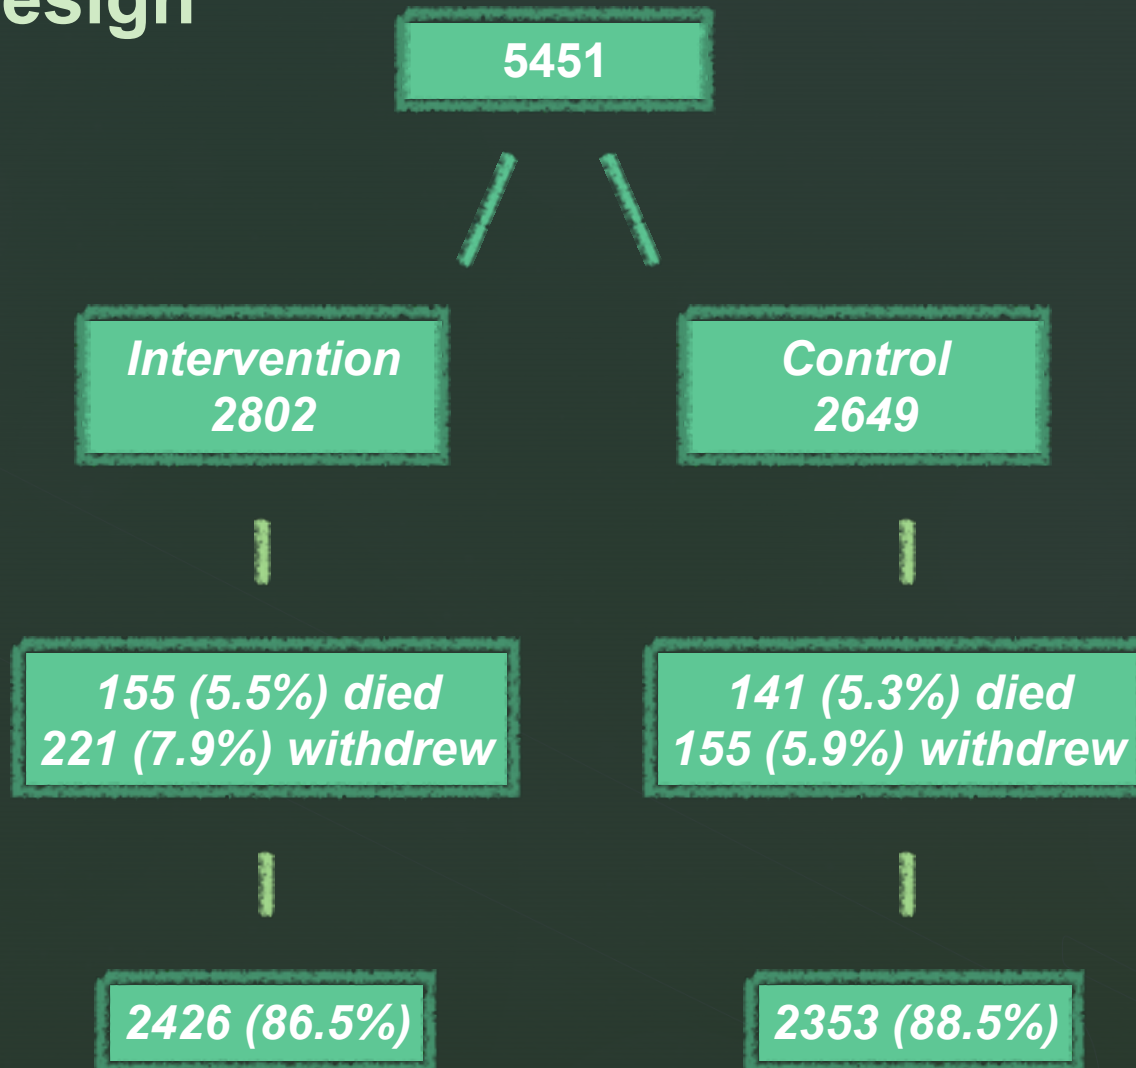 esign
5451
Intervention
2802
Control
2649
155 (5.5%) died
221 (7.9%) withdrew
141 (5.3%) died
155 (5.9%) withdrew
2426 (86.5%)
2353 (88.5%)